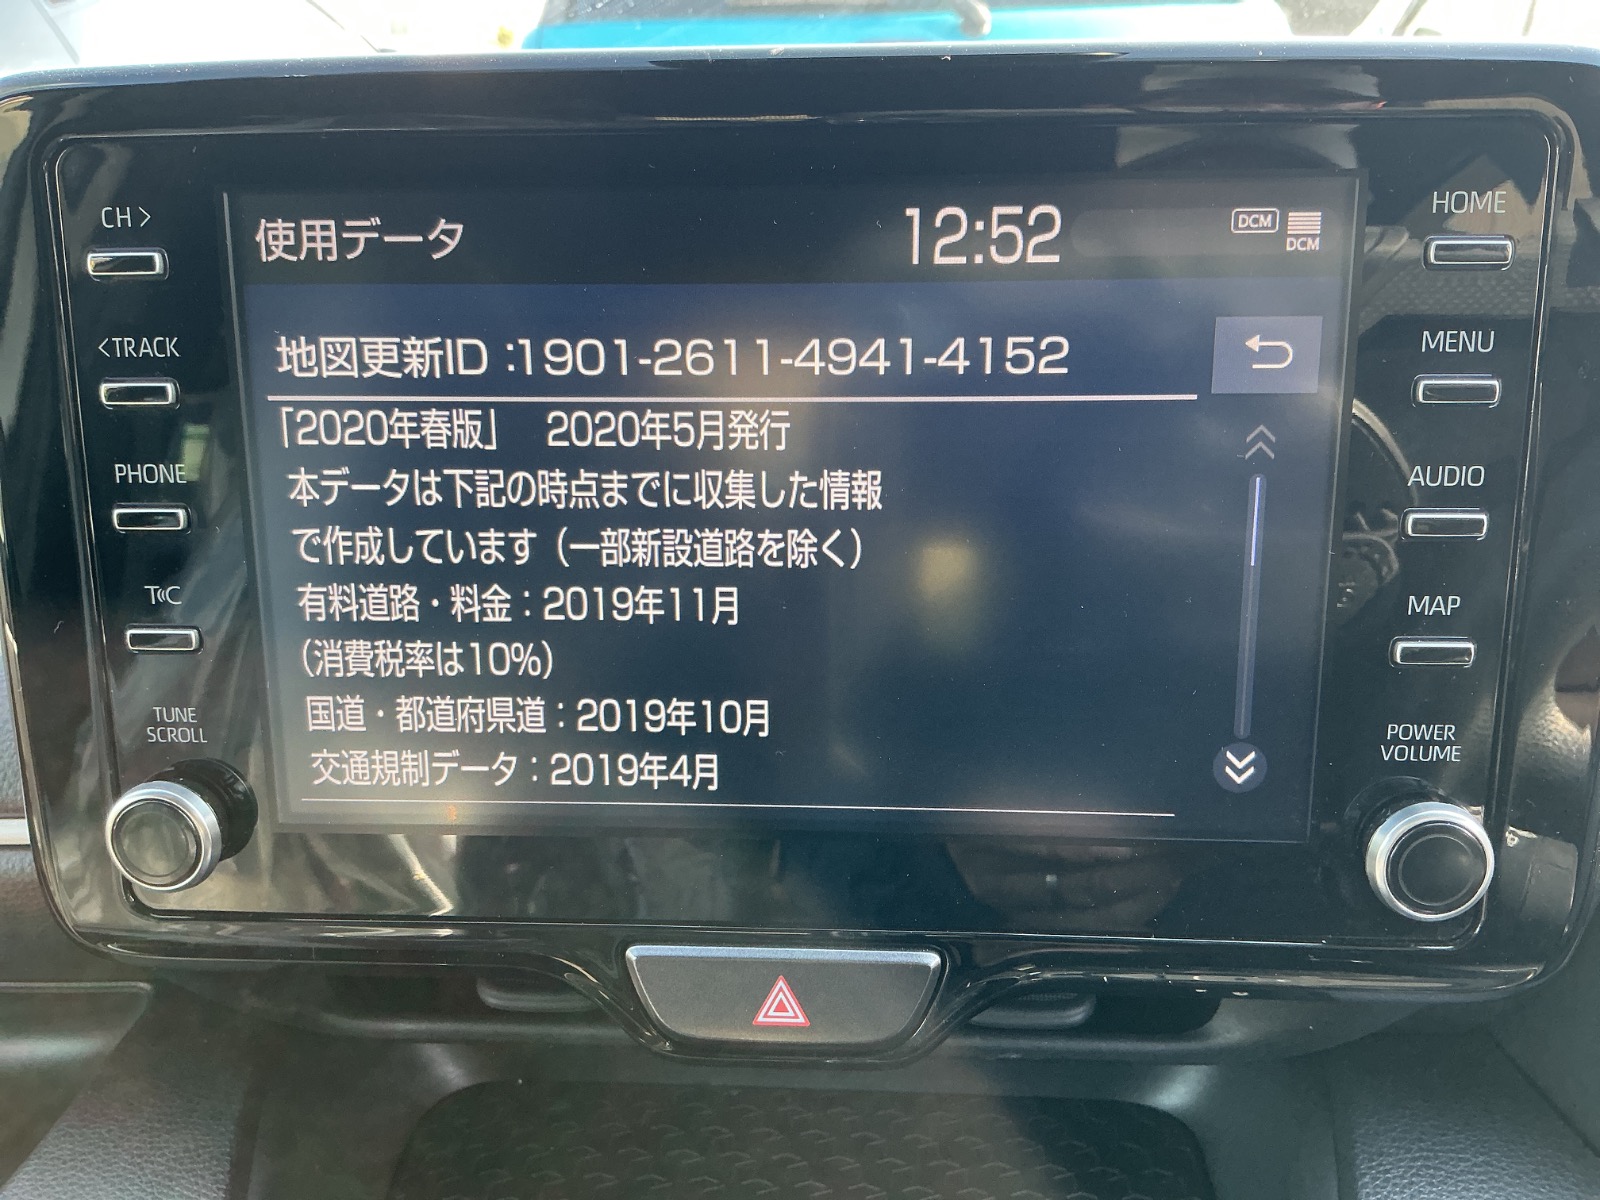 使用データ 12:52 DCM DCM
地図更新ID:1901-2611-4941-4152
「2020年春版」 2020年5月発行
本データは下記の時点までに収集した情報
で作成しています（一部新設道路を除く）
有料道路・料金：2019年11月
（消費税率は10%）
国道・都道府県道：2019年10月
交通規制データ：2019年4月
CH >
< TRACK
PHONE
T((C
TUNE
SCROLL
HOME
MENU
AUDIO
MAP
POWER
VOLUME